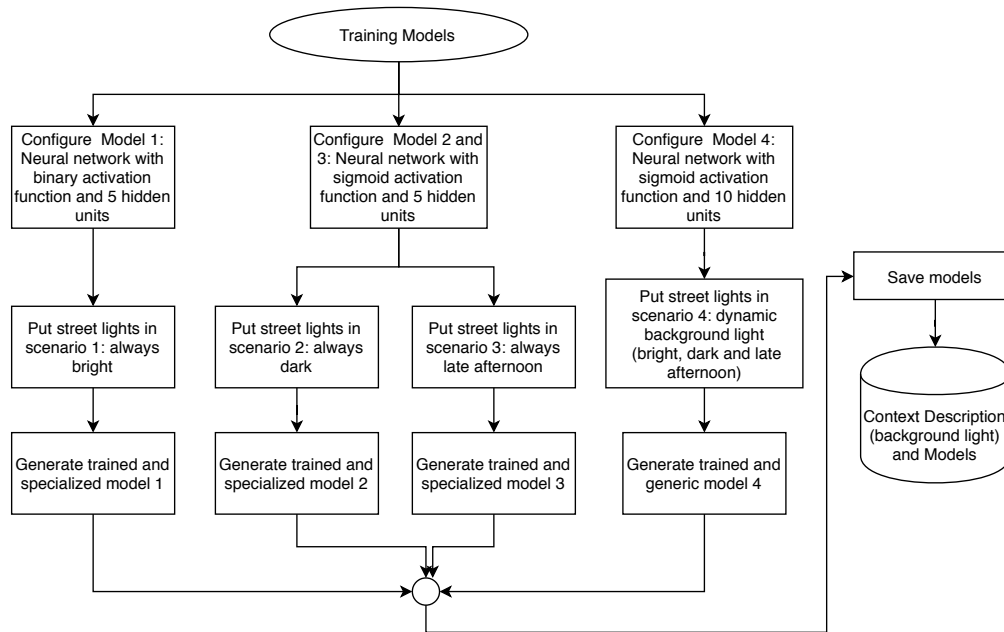 Training Models
Configure  Model 1:
Neural network with
binary activation
function and 5 hidden
units
Configure  Model 2 and
3: Neural network with
sigmoid activation
function and 5 hidden
units
Configure  Model 4:
Neural network with
sigmoid activation
function and 10 hidden
units
Put street lights in
scenario 1: always
bright
Put street lights in
scenario 2: always
dark
Put street lights in
scenario 3: always
late afternoon
Put street lights in
scenario 4: dynamic
background light
(bright, dark and late
afternoon)
Generate trained and
specialized model 1
Generate trained and
specialized model 2
Generate trained and
specialized model 3
Generate trained and
generic model 4
Save models
Context Description
(background light)
and Models